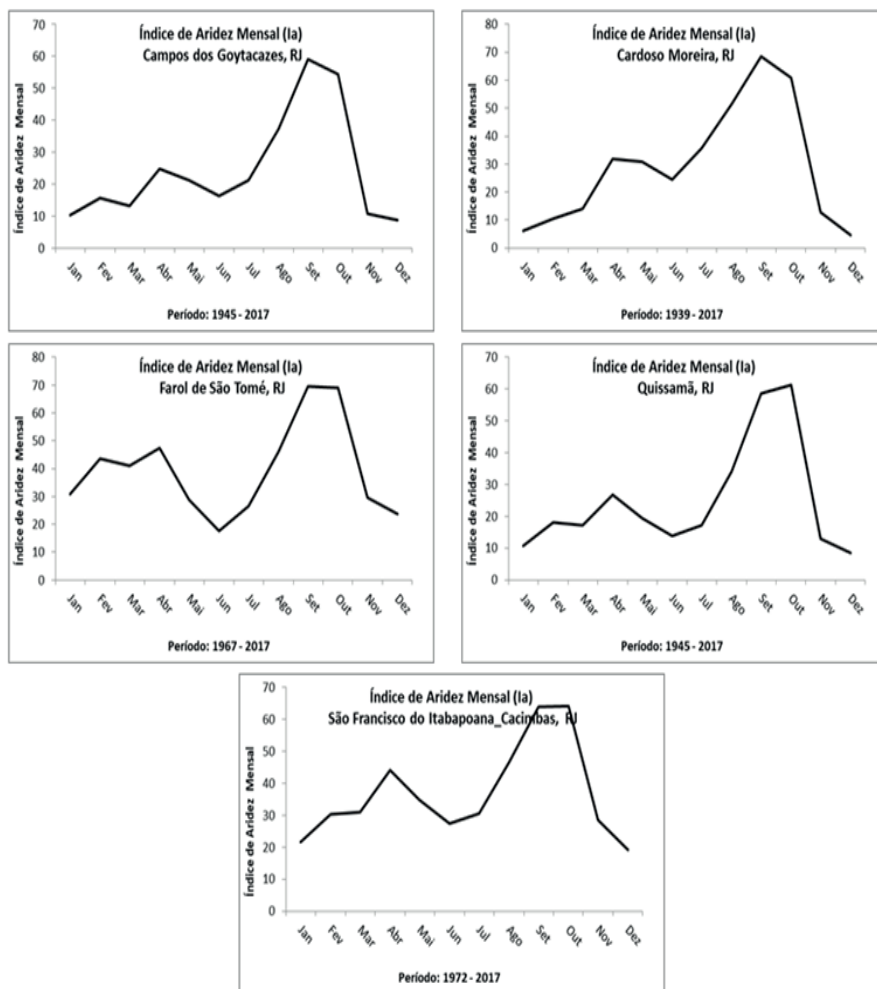 Índice de Aridez Mensal (Ia)
Campos dos Goytacazes, RJ
Índice de Aridez Mensal
70
60
50
40
30
20
10
0
Jan Fev Mar Abr Mai Jun Jul Ago Set Out Nov Dez
Período: 1945 - 2017
Índice de Aridez Mensal (Ia)
Cardoso Moreira, RJ
Índice de Aridez Mensal
80
70
60
50
40
30
20
10
0
Jan Fev Mar Abr Mai Jun Jul Ago Set Out Nov Dez
Período: 1939 - 2017
Índice de Aridez Mensal (Ia)
Farol de São Tomé, RJ
Índice de Aridez Mensal
80
70
60
50
40
30
20
10
0
Jan Fev Mar Abr Mai Jun Jul Ago Set Out Nov Dez
Período: 1967 - 2017
Índice de Aridez Mensal (Ia)
Quissamã, RJ
Índice de Aridez Mensal
70
60
50
40
30
20
10
0
Jan Fev Mar Abr Mai Jun Jul Ago Set Out Nov Dez
Período: 1945 - 2017
Índice de Aridez Mensal (Ia)
São Francisco do Itabapoana_Cacimbas, RJ
Índice de Aridez Mensal
70
60
50
40
30
20
10
0
Jan Fev Mar Abr Mai Jun Jul Ago Set Out Nov Dez
Período: 1972 - 2017